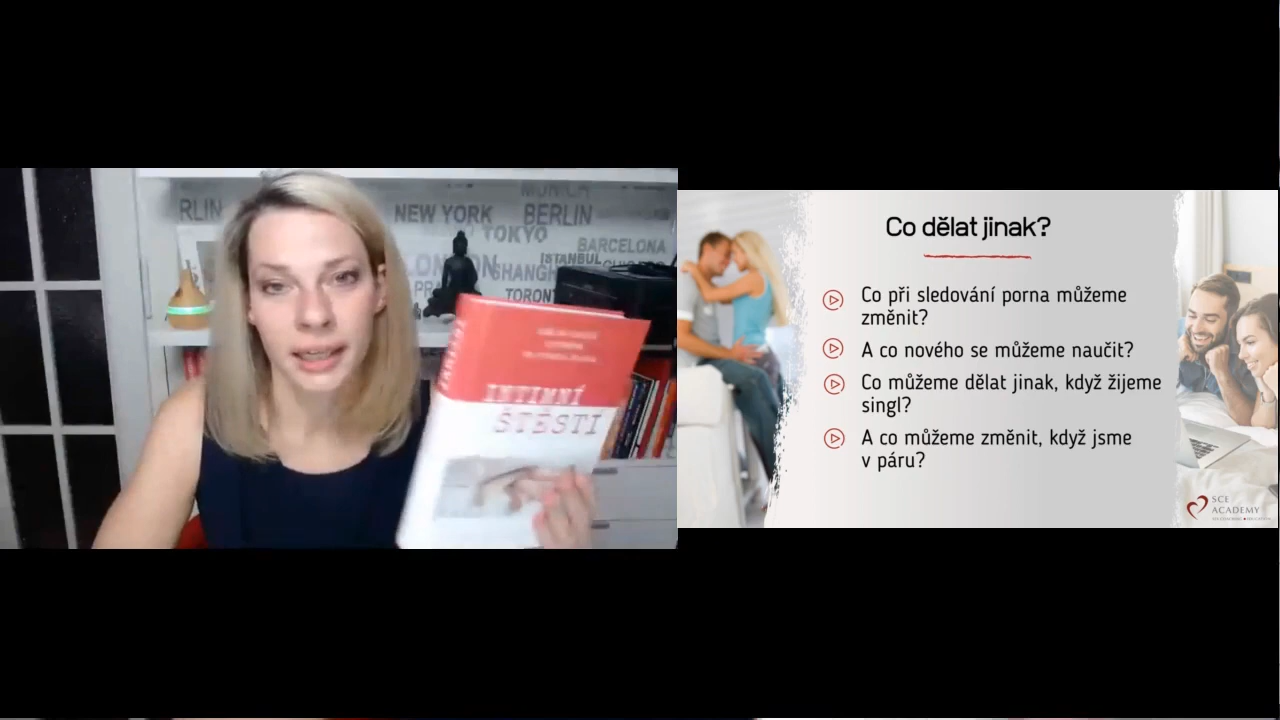 RLIN
NEW YORK
BERLIN
TOKYO
BARCELONA
ISTANBUL
SHANGH
TORONT
INTIMNÍ
ŠTĚSTÍ
Co dělat jinak?
Co při sledování porna můžeme
změnit?
A co nového se můžeme naučit?
Co můžeme dělat jinak, když žijeme
singl?
A co můžeme změnit, když jsme
v páru?
SCE
ACADEMY